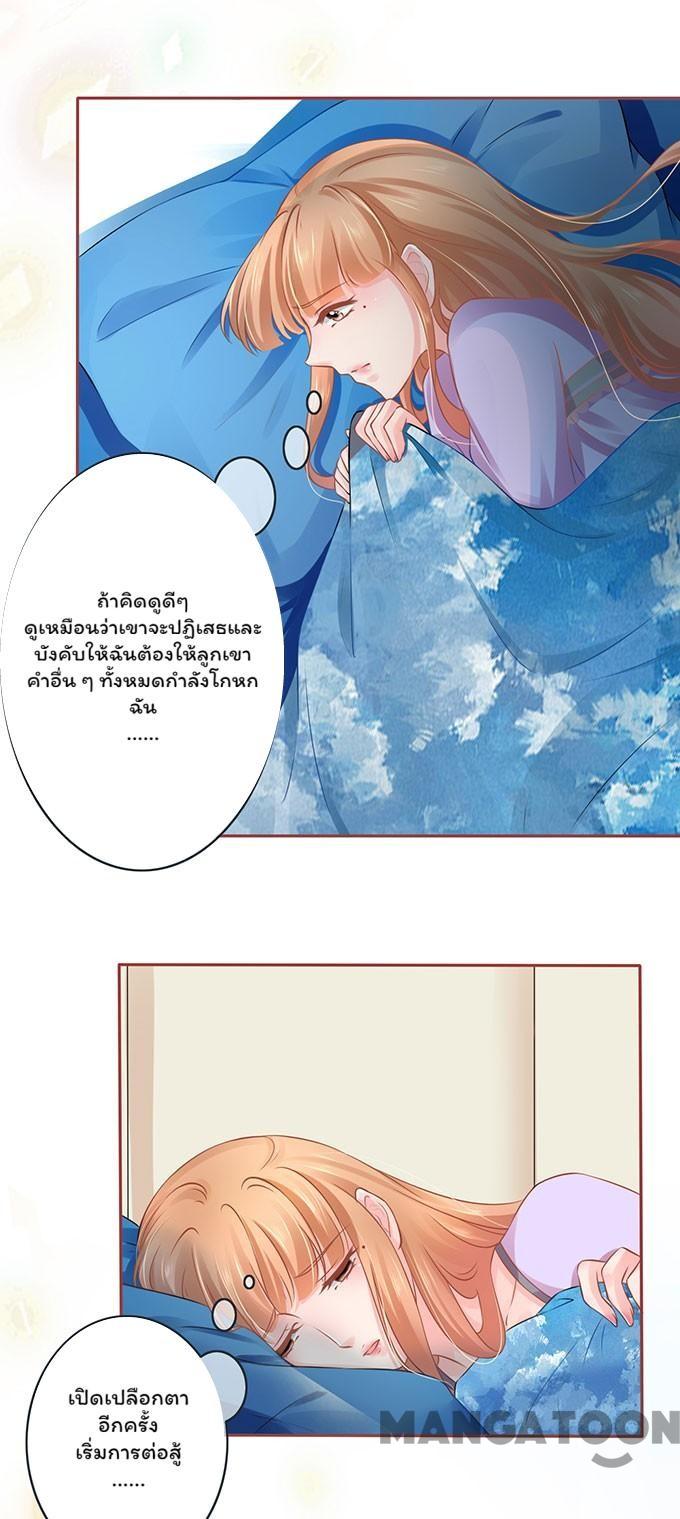 ถ้าคิดดูดีๆ
ดูเหมือนว่าเขาจะปฏิเสธและ
บังคับให้ฉันต้องให้ลูกเขา
คำอื่น ๆ ทั้งหมดกำลังโกหก
ฉัน
......
MANGATOON
เปิดเปลือกตา
อีกครั้ง
เริ่มการต่อสู้
......